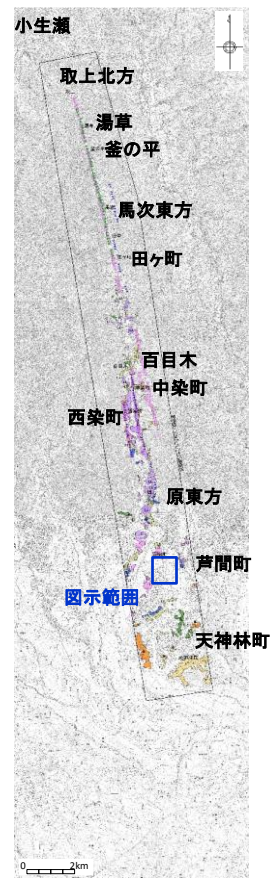 小生瀬
取上北方
湯草
釜の平
馬次東方
田ヶ町
百目木
中染町
西染町
原東方
芦間町
図示範囲
天神林町
0 2km